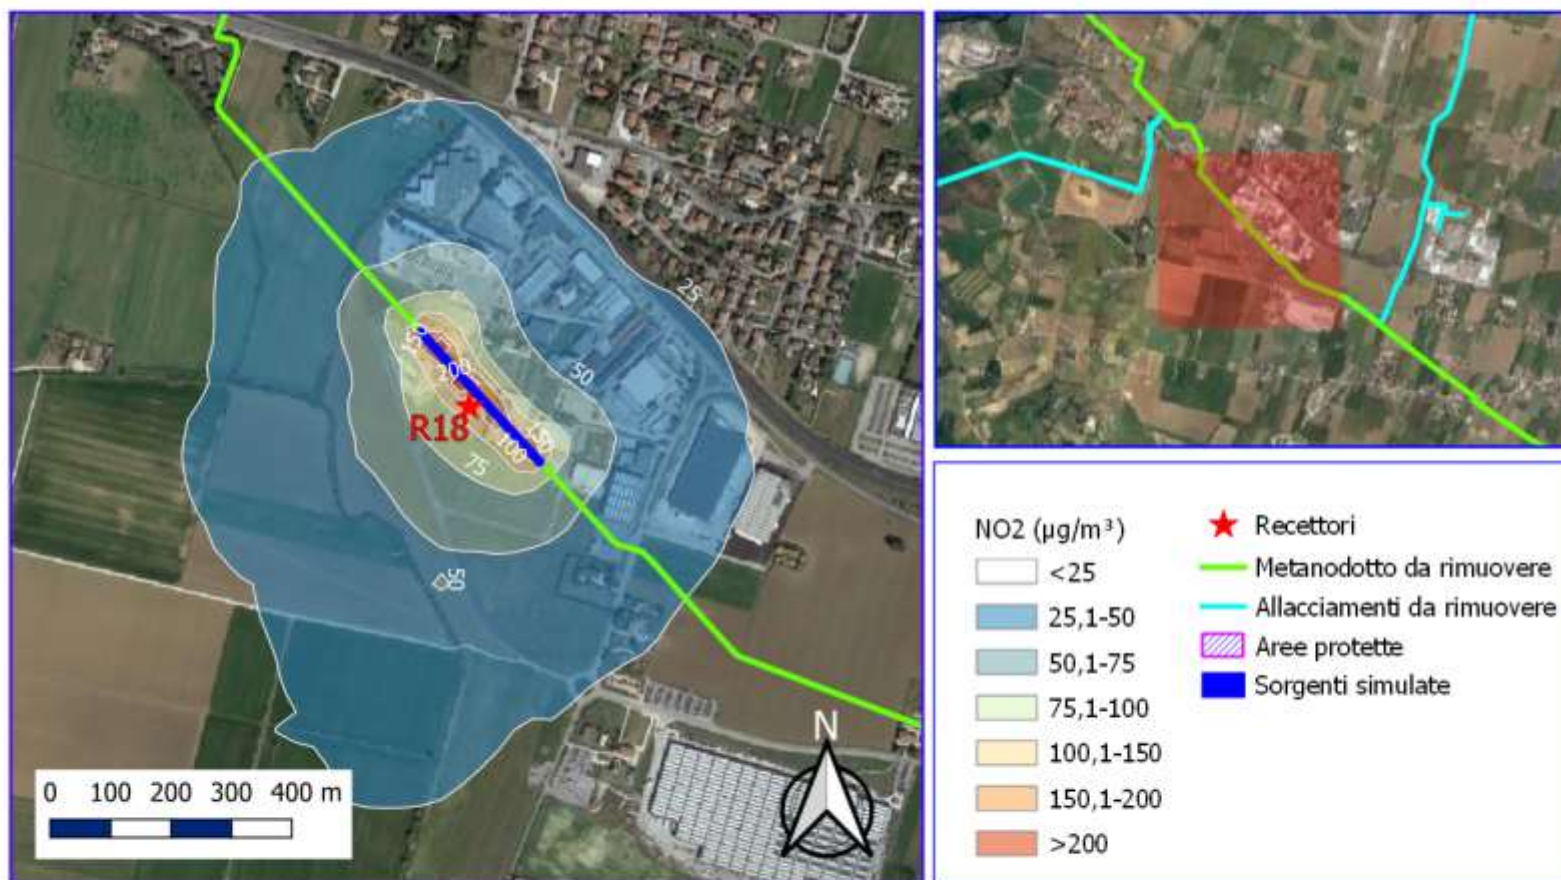 25
50
200
R18
150
100
75
50
N
0 100 200 300 400 m
NO2 (µg/m³)
<25
25,1-50
50,1-75
75,1-100
100,1-150
150,1-200
>200
Recettori
Metanodotto da rimuovere
Allacciamenti da rimuovere
Aree protette
Sorgenti simulate